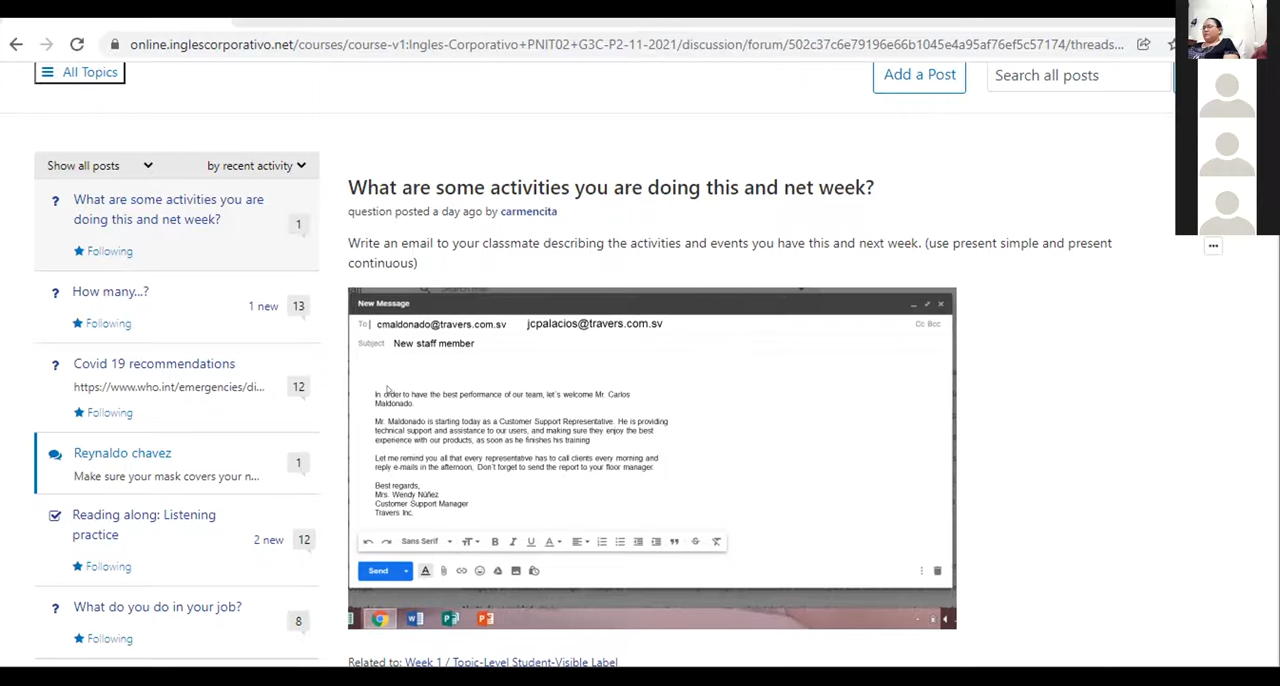 online.inglescorporativo.net/courses/course-v1:Ingles-Corporativo+PNIT02+G3C-P2-11-2021/discussion/forum/502c37c6e79196e66b1045e4a95af76ef5c57174/threads...
All Topics
Add a Post
Search all posts
Show all posts
by recent activity
What are some activities you are
doing this and net week?
1
Following
How many...?
1 new
13
Following
Covid 19 recommendations
https://www.who.int/emergencies/di...
12
Following
Reynaldo chavez
Make sure your mask covers your n...
1
Reading along: Listening
practice
2 new
12
Following
What do you do in your job?
8
Following
What are some activities you are doing this and net week?
question posted a day ago by carmencita
Write an email to your classmate describing the activities and events you have this and next week. (use present simple and present
continuous)
New Message
To cmaldonado@travers.com.sv jcpalacios@travers.com.sv
Cc Bcc
Subject New staff member
In order to have the best performance of our team, let's welcome Mr. Carlos
Maldonado.
Mr. Maldonado is starting today as a Customer Support Representative. He is providing
technical support and assistance to our users, and making sure they enjoy the best
experience with our products, as soon as he finishes his training
Let me remind you all that every representative has to call clients every morning and
reply e-mails in the afternoon, Don't forget to send the report to your floor manager.
Best regards,
Mrs. Wendy Núñez
Customer Support Manager
Travers Inc.
Sans Serif
Send
Related to: Week 1 / Topic-Level Student-Visible Label